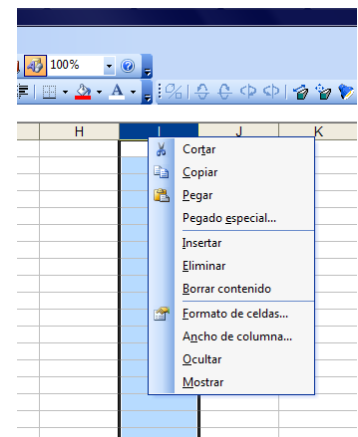 100%
A
H I J K
Cortar
Copiar
Pegar
Pegado especial...
Insertar
Eliminar
Borrar contenido
Formato de celdas...
Ancho de columna...
Ocultar
Mostrar